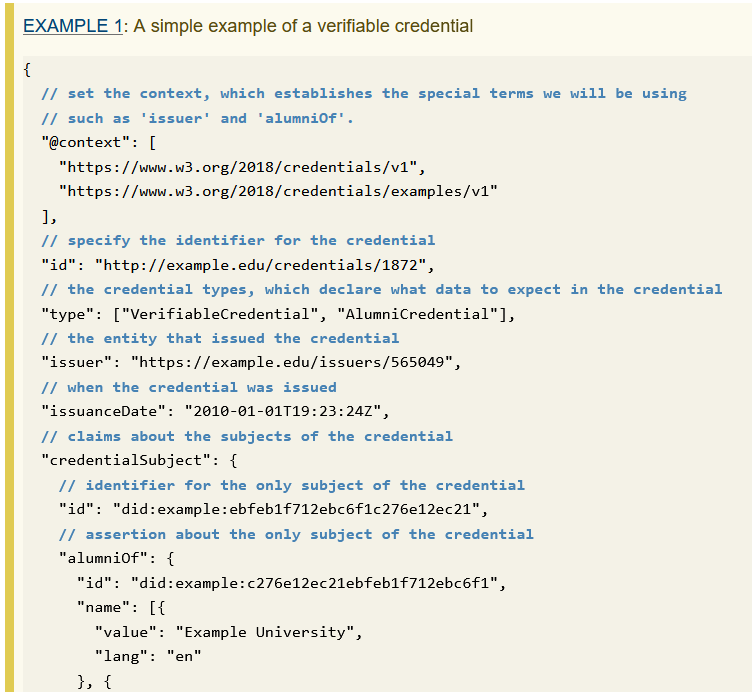 EXAMPLE 1: A simple example of a verifiable credential
{
// set the context, which establishes the special terms we will be using
// such as 'issuer' and 'alumniOf'.
"@context": [
"https://www.w3.org/2018/credentials/v1",
"https://www.w3.org/2018/credentials/examples/v1"
],
// specify the identifier for the credential
"id": "http://example.edu/credentials/1872",
// the credential types, which declare what data to expect in the credential
"type": ["VerifiableCredential", "AlumniCredential"],
// the entity that issued the credential
"issuer": "https://example.edu/issuers/565049",
// when the credential was issued
"issuanceDate": "2010-01-01T19:23:24Z",
// claims about the subjects of the credential
"credentialSubject": {
// identifier for the only subject of the credential
"id": "did:example:ebfeb1f712ebc6f1c276e12ec21",
// assertion about the only subject of the credential
"alumniOf": {
"id": "did:example:c276e12ec21ebfeb1f712ebc6f1",
"name": [{
"value": "Example University",
"lang": "en"
}, {